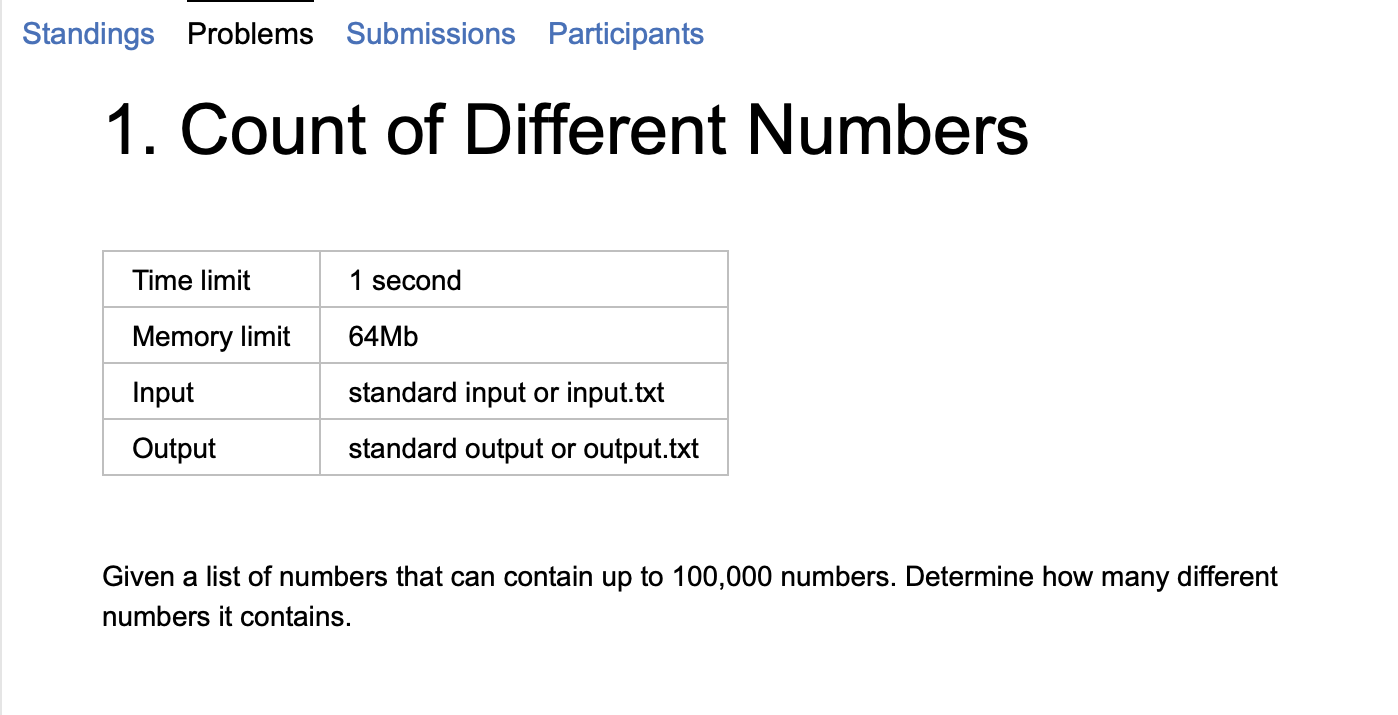 Standings Problems Submissions Participants
1. Count of Different Numbers
Time limit 1 second
Memory limit 64Mb
Input standard input or input.txt
Output standard output or output.txt
Given a list of numbers that can contain up to 100,000 numbers. Determine how many different
numbers it contains.